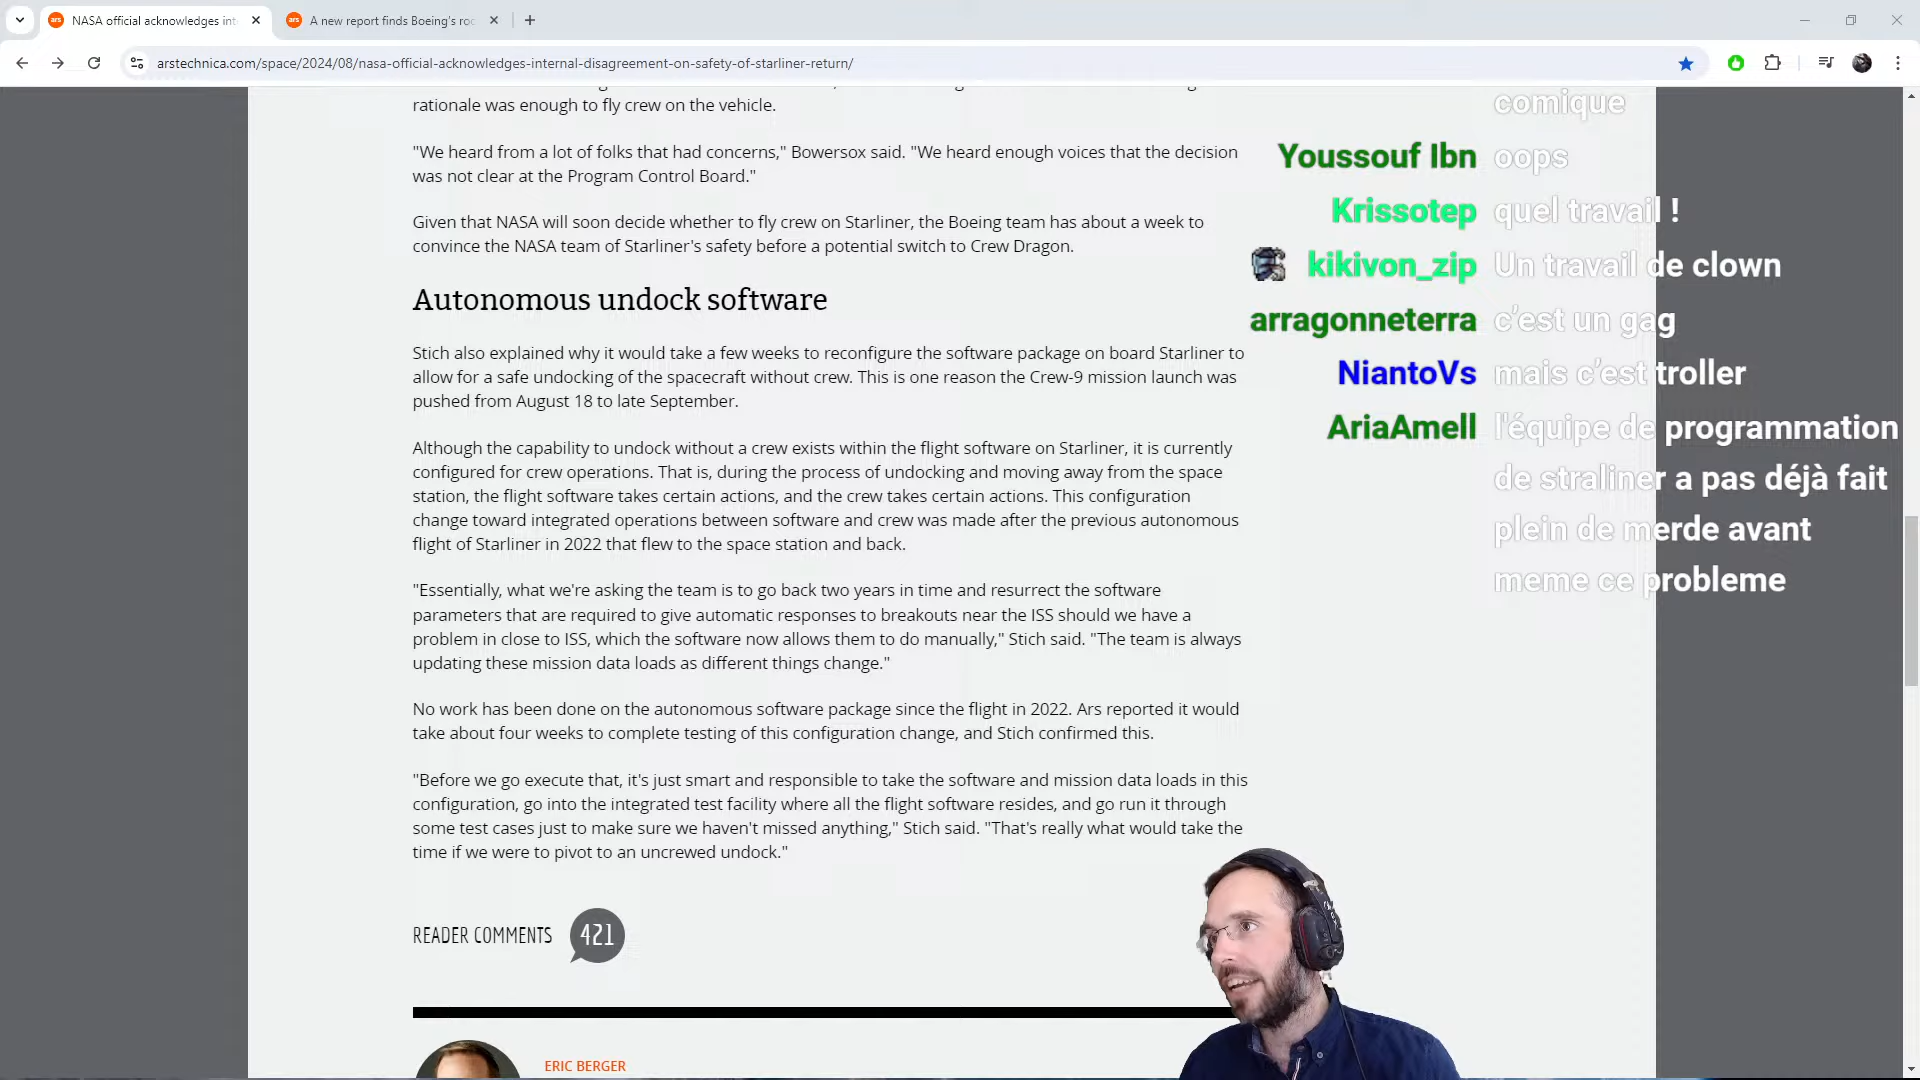 NASA official acknowledges int
A new report finds Boeing's roc
arstechnica.com/space/2024/08/nasa-official-acknowledges-internal-disagreement-on-safety-of-starliner-return/
rationale was enough to fly crew on the vehicle.
"We heard from a lot of folks that had concerns," Bowersox said. "We heard enough voices that the decision
was not clear at the Program Control Board."
Given that NASA will soon decide whether to fly crew on Starliner, the Boeing team has about a week to
convince the NASA team of Starliner's safety before a potential switch to Crew Dragon.
Autonomous undock software
Stich also explained why it would take a few weeks to reconfigure the software package on board Starliner to
allow for a safe undocking of the spacecraft without crew. This is one reason the Crew-9 mission launch was
pushed from August 18 to late September.
Although the capability to undock without a crew exists within the flight software on Starliner, it is currently
configured for crew operations. That is, during the process of undocking and moving away from the space
station, the flight software takes certain actions, and the crew takes certain actions. This configuration
change toward integrated operations between software and crew was made after the previous autonomous
flight of Starliner in 2022 that flew to the space station and back.
"Essentially, what we're asking the team is to go back two years in time and resurrect the software
parameters that are required to give automatic responses to breakouts near the ISS should we have a
problem in close to ISS, which the software now allows them to do manually," Stich said. "The team is always
updating these mission data loads as different things change."
No work has been done on the autonomous software package since the flight in 2022. Ars reported it would
take about four weeks to complete testing of this configuration change, and Stich confirmed this.
"Before we go execute that, it's just smart and responsible to take the software and mission data loads in this
configuration, go into the integrated test facility where all the flight software resides, and go run it through
some test cases just to make sure we haven't missed anything," Stich said. "That's really what would take the
time if we were to pivot to an uncrewed undock."
READER COMMENTS 421
ERIC BERGER
comique
Youssouf Ibn oops
Krissotep quel travail !
kikivon_zip Un travail de clown
arragonneterra c'est un gag
NiantoVs mais c'est troller
AriaAmell l'équipe de programmation
de straliner a pas déjà fait
plein de merde avant
meme ce probleme